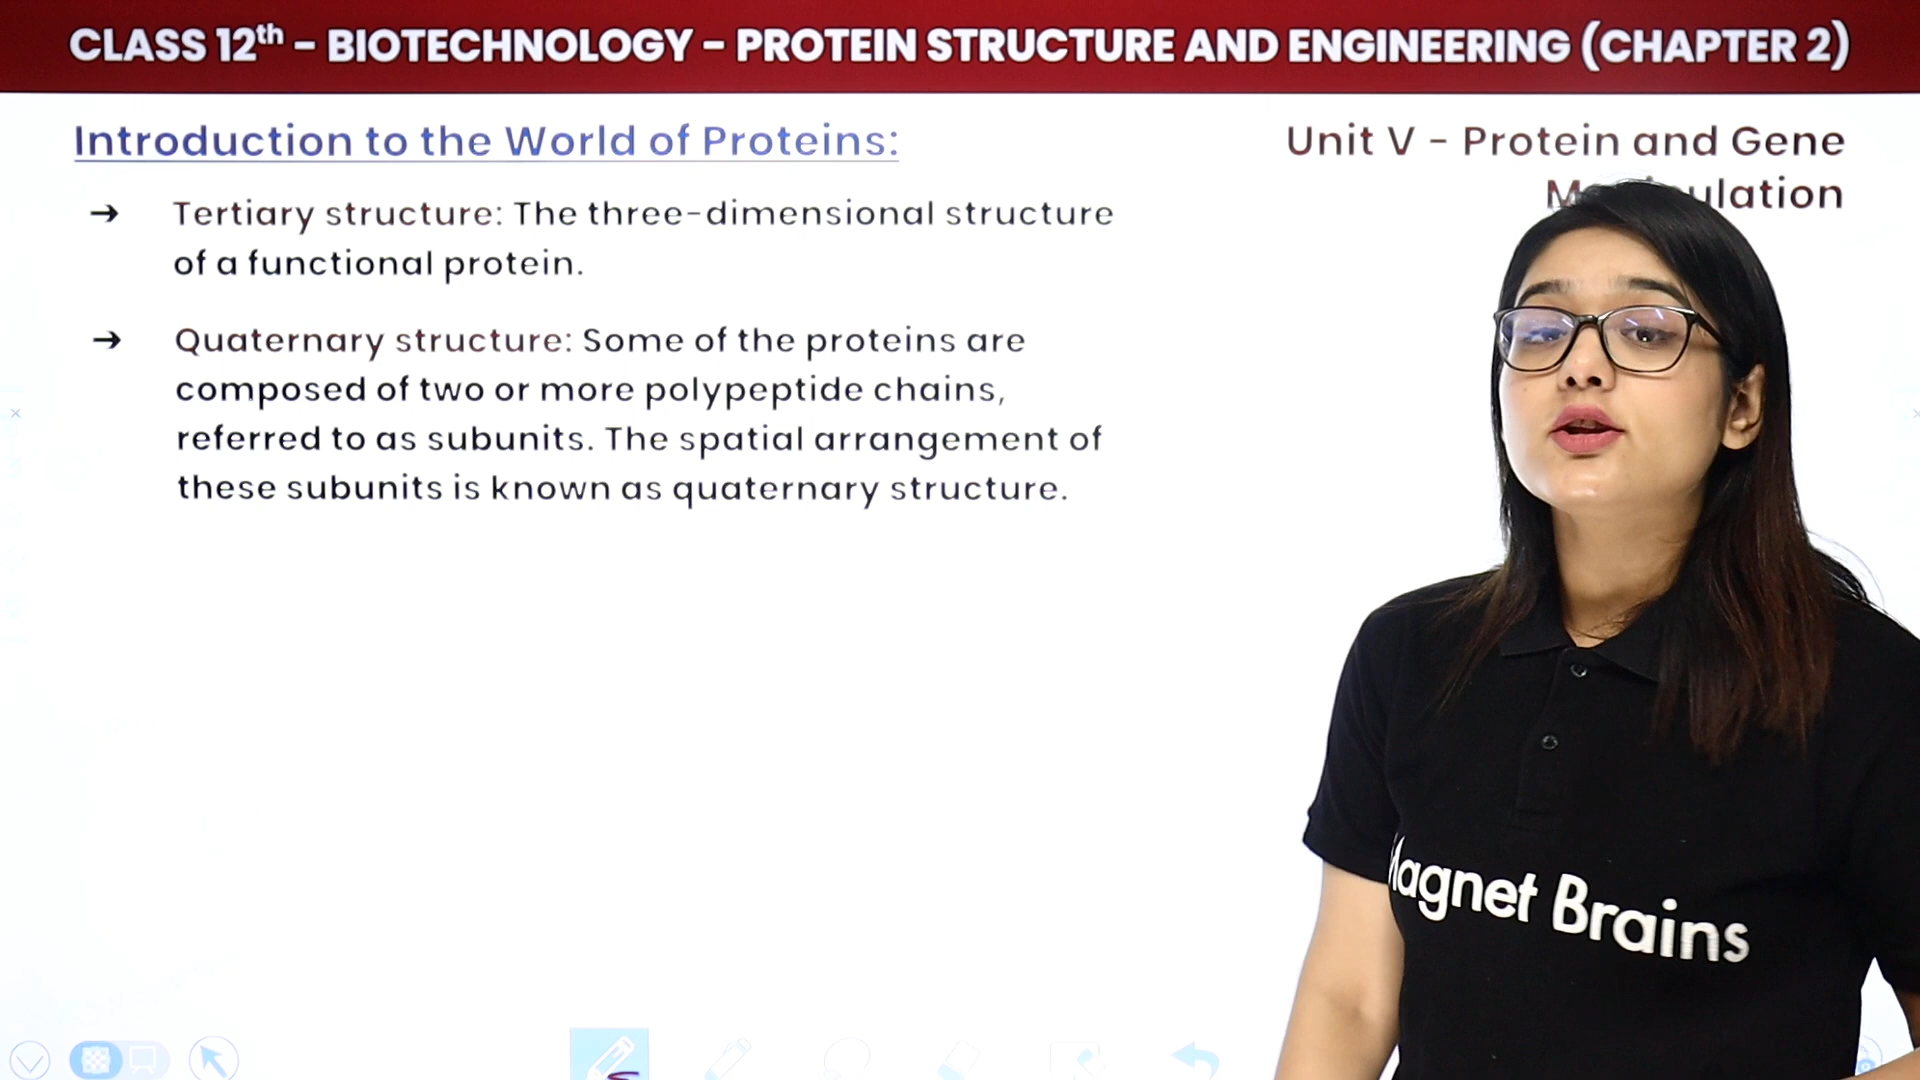 CLASS 12th – BIOTECHNOLOGY – PROTEIN STRUCTURE AND ENGINEERING (CHAPTER 2)
Introduction to the World of Proteins:
Unit V – Protein and Gene
ulation
➔ Tertiary structure: The three-dimensional structure
of a functional protein.
➔ Quaternary structure: Some of the proteins are
composed of two or more polypeptide chains,
referred to as subunits. The spatial arrangement of
these subunits is known as quaternary structure.
Magnet Brains